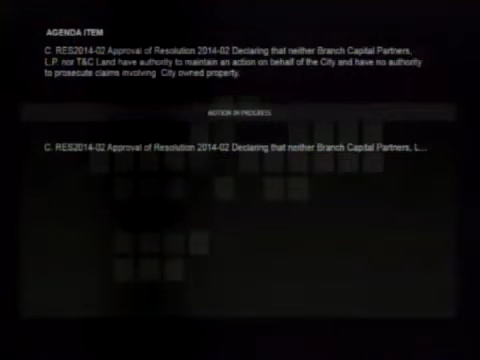 AGENDA ITEM
C. RES2014-02 Approval of Resolution 2014-02 Declaring that neither Branch Capital Partners,
L.P. nor T&C Land have authority to maintain an action on behalf of the City and have no authority
to prosecute claims involving City owned property.
MOTION IN PROGRESS
C. RES2014-02 Approval of Resolution 2014-02 Declaring that neither Branch Capital Partners, L...